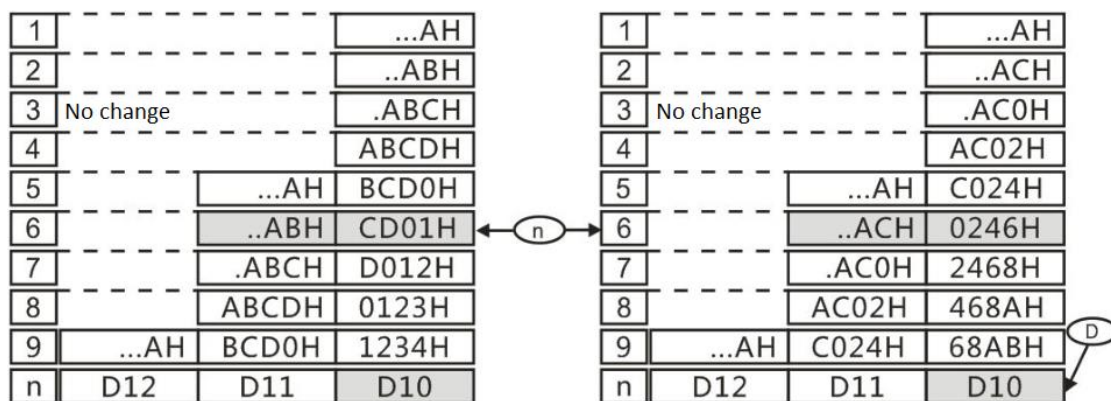 1 ...AH 1 ...AH
2 ..ABH 2 ..ACH
3 No change .ABCH 3 No change .AC0H
4 ABCDH 4 AC02H
5 ...AH BCD0H 5 ...AH C024H
6 ..ABH CD01H n 6 ..ACH 0246H
7 .ABCH D012H 7 .AC0H 2468H
8 ABCDH 0123H 8 AC02H 468AH
9 ...AH BCD0H 1234H 9 ...AH C024H 68ABH D
n D12 D11 D10 n D12 D11 D10